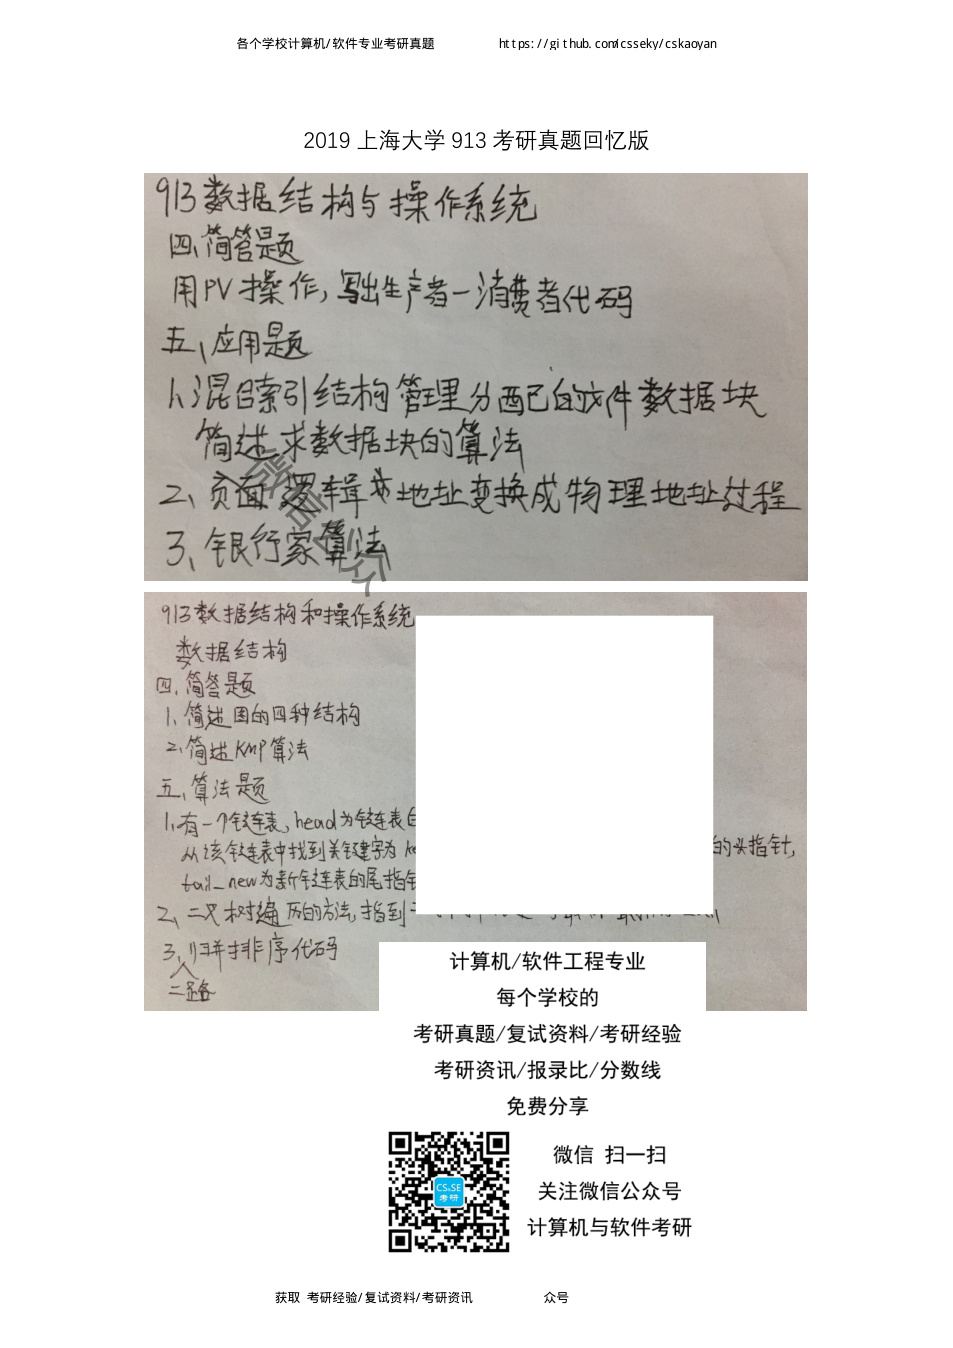 各个学校计算机/软件专业考研真题 https://github.com/csseky/cskaoyan
2019 上海大学 913 考研真题回忆版
913数据结构与操作系统
四、简答题
用PV操作，写出生产者—消费者代码
五、应用题
1、混合索引结构管理分配的文件数据块
简述求数据块的算法
2、页面逻辑地址变换成物理地址过程
3、银行家算法
微信公众
913数据结构和操作系统
数据结构
四、简答题
1、简述图的四种结构
2、简述KMP算法
五、算法题
1、有一个链表，head为链表
从该链表中找到关键字为 的头指针，
tail_new为新链表的尾指针
2、二叉树遍历的方法，指到
3、归并排序代码
二路
计算机/软件工程专业
每个学校的
考研真题/复试资料/考研经验
考研资讯/报录比/分数线
免费分享
CS&SE
考研
微信 扫一扫
关注微信公众号
计算机与软件考研
获取 考研经验/复试资料/考研资讯 众号